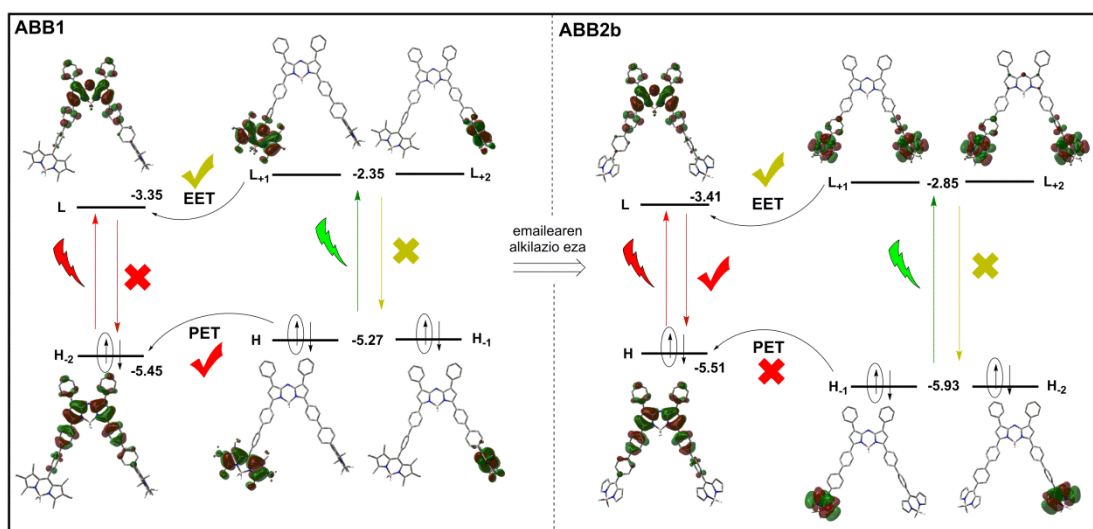 ABB1
L+1
-2.35
L+2
-3.35
EET
L
PET
H
-5.27
H-1
H-2
-5.45
emailearen
alkilazio eza
ABB2b
L+1
-2.85
L+2
-3.41
EET
L
PET
H
-5.51
H-1
-5.93
H-2